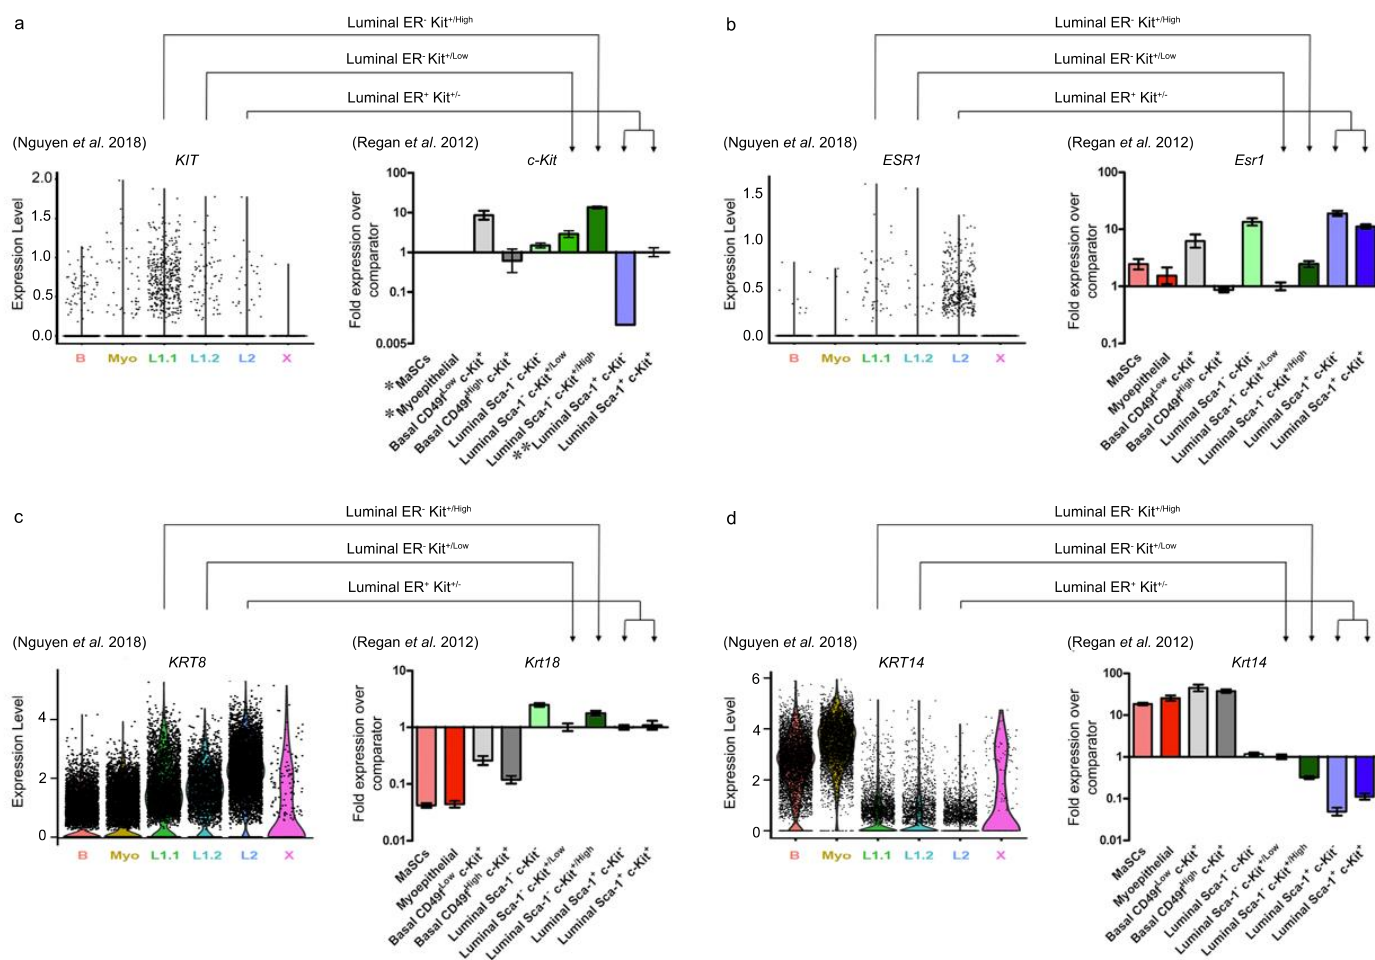 a
Luminal ER⁻ Kit⁺/High
Luminal ER⁻ Kit⁺/Low
Luminal ER⁺ Kit⁺/⁻
(Nguyen et al. 2018)
KIT
Expression Level
2.0
1.5
1.0
0.5
0.0
B Myo L1.1 L1.2 L2 X
(Regan et al. 2012)
c-Kit
Fold expression over
comparator
100
10
1
0.1
0.005
*MaSCs
*Myoepithelial
Basal CD49fLow c-Kit⁺
Basal CD49fHigh c-Kit⁺
Luminal Sca-1⁻ c-Kit⁻
Luminal Sca-1⁻ c-Kit⁺/Low
Luminal Sca-1⁻ c-Kit⁺/High
**Luminal Sca-1⁺ c-Kit⁻
Luminal Sca-1⁺ c-Kit⁺
b
Luminal ER⁻ Kit⁺/High
Luminal ER⁻ Kit⁺/Low
Luminal ER⁺ Kit⁺/⁻
(Nguyen et al. 2018)
ESR1
Expression Level
1.5
1.0
0.5
0.0
B Myo L1.1 L1.2 L2 X
(Regan et al. 2012)
Esr1
Fold expression over
comparator
100
10
1
0.1
MaSCs
Myoepithelial
Basal CD49fLow c-Kit⁺
Basal CD49fHigh c-Kit⁺
Luminal Sca-1⁻ c-Kit⁻
Luminal Sca-1⁻ c-Kit⁺/Low
Luminal Sca-1⁻ c-Kit⁺/High
Luminal Sca-1⁺ c-Kit⁻
Luminal Sca-1⁺ c-Kit⁺
c
Luminal ER⁻ Kit⁺/High
Luminal ER⁻ Kit⁺/Low
Luminal ER⁺ Kit⁺/⁻
(Nguyen et al. 2018)
KRT8
Expression Level
4
2
0
B Myo L1.1 L1.2 L2 X
(Regan et al. 2012)
Krt18
Fold expression over
comparator
10
1
0.1
0.01
MaSCs
Myoepithelial
Basal CD49fLow c-Kit⁺
Basal CD49fHigh c-Kit⁺
Luminal Sca-1⁻ c-Kit⁻
Luminal Sca-1⁻ c-Kit⁺/Low
Luminal Sca-1⁻ c-Kit⁺/High
Luminal Sca-1⁺ c-Kit⁻
Luminal Sca-1⁺ c-Kit⁺
d
Luminal ER⁻ Kit⁺/High
Luminal ER⁻ Kit⁺/Low
Luminal ER⁺ Kit⁺/⁻
(Nguyen et al. 2018)
KRT14
Expression Level
6
4
2
0
B Myo L1.1 L1.2 L2 X
(Regan et al. 2012)
Krt14
Fold expression over
comparator
100
10
1
0.1
0.01
MaSCs
Myoepithelial
Basal CD49fLow c-Kit⁺
Basal CD49fHigh c-Kit⁺
Luminal Sca-1⁻ c-Kit⁻
Luminal Sca-1⁻ c-Kit⁺/Low
Luminal Sca-1⁻ c-Kit⁺/High
Luminal Sca-1⁺ c-Kit⁻
Luminal Sca-1⁺ c-Kit⁺